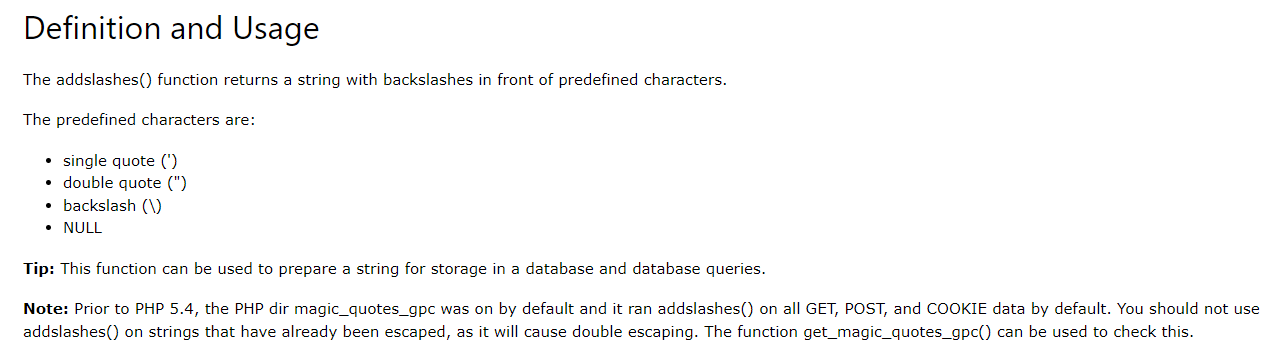 Definition and Usage
The addslashes() function returns a string with backslashes in front of predefined characters.
The predefined characters are:
• single quote (')
• double quote (")
• backslash (\)
• NULL
Tip: This function can be used to prepare a string for storage in a database and database queries.
Note: Prior to PHP 5.4, the PHP dir magic_quotes_gpc was on by default and it ran addslashes() on all GET, POST, and COOKIE data by default. You should not use
addslashes() on strings that have already been escaped, as it will cause double escaping. The function get_magic_quotes_gpc() can be used to check this.